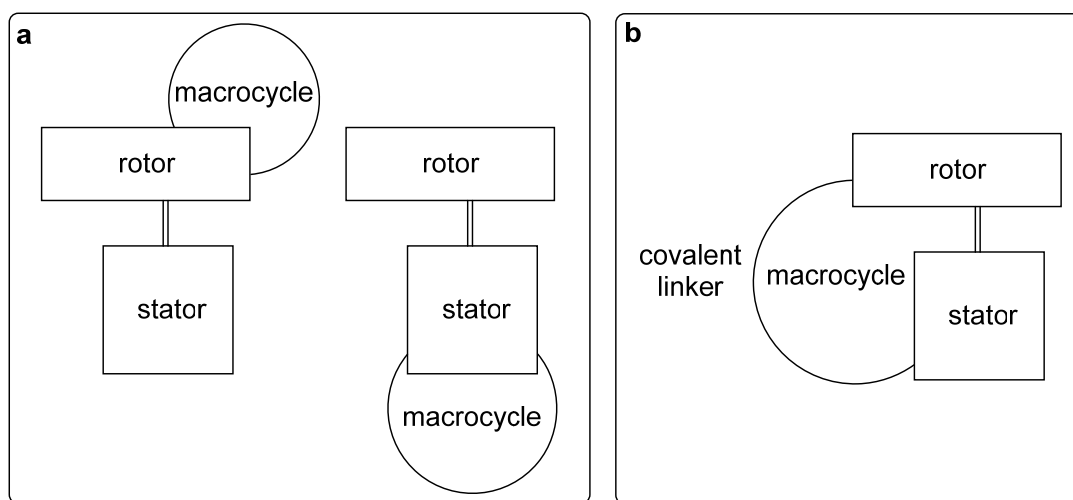 a
macrocycle
rotor
rotor
stator
stator
macrocycle
b
rotor
covalent
linker
macrocycle
stator